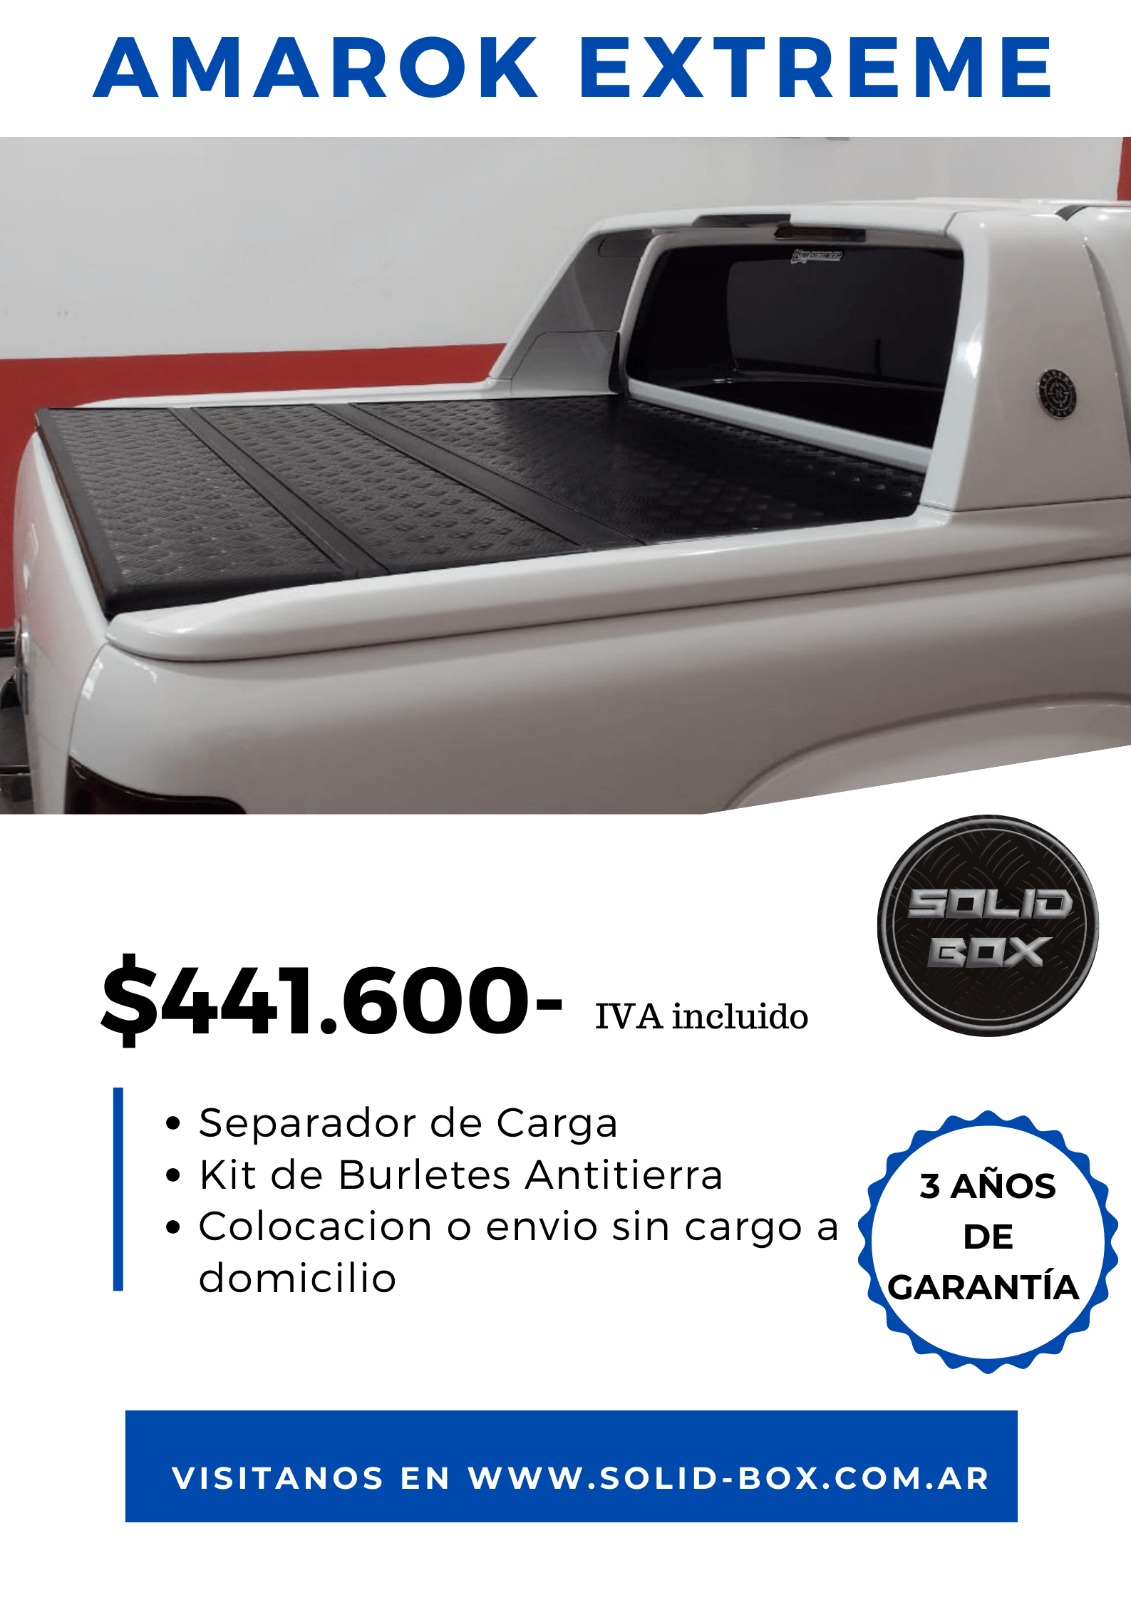 AMAROK EXTREME
SOLID
BOX
$441.600- IVA incluido
• Separador de Carga
• Kit de Burletes Antitierra
• Colocacion o envio sin cargo a
domicilio
3 AÑOS
DE
GARANTÍA
VISITANOS EN WWW.SOLID-BOX.COM.AR